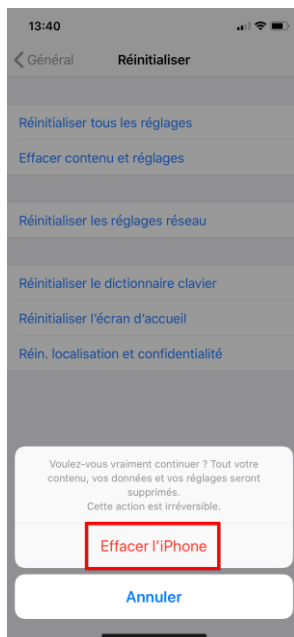 13:40
Général Réinitialiser
Réinitialiser tous les réglages
Effacer contenu et réglages
Réinitialiser les réglages réseau
Réinitialiser le dictionnaire clavier
Réinitialiser l'écran d'accueil
Réin. localisation et confidentialité
Voulez-vous vraiment continuer ? Tout votre
contenu, vos données et vos réglages seront
supprimés.
Cette action est irréversible.
Effacer l'iPhone
Annuler